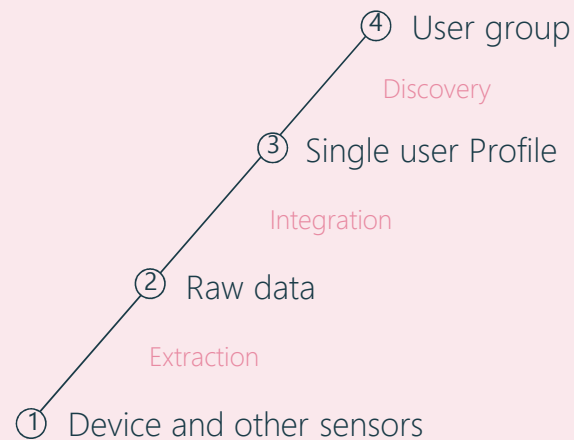 4 User group
Discovery
3 Single user Profile
Integration
2 Raw data
Extraction
1 Device and other sensors